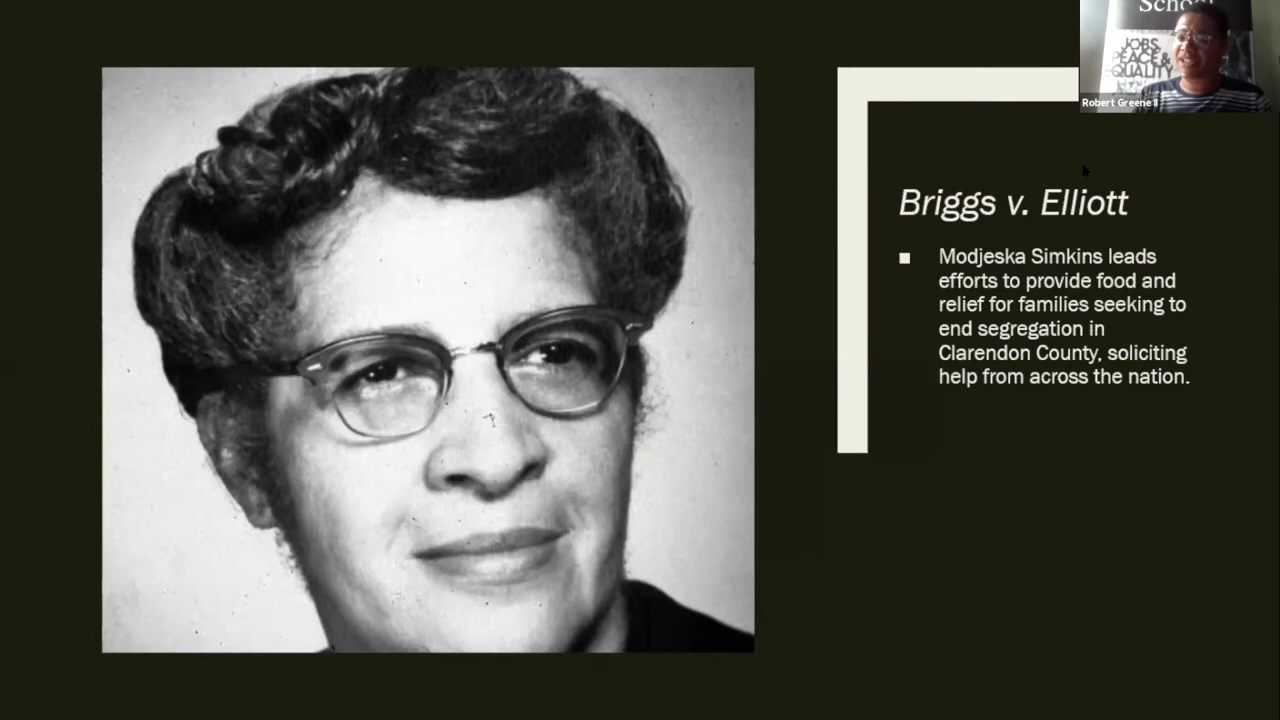 School
JOBS,
PEACE &
EQUALITY
Robert Greene II
Briggs v. Elliott
Modjeska Simkins leads
efforts to provide food and
relief for families seeking to
end segregation in
Clarendon County, soliciting
help from across the nation.